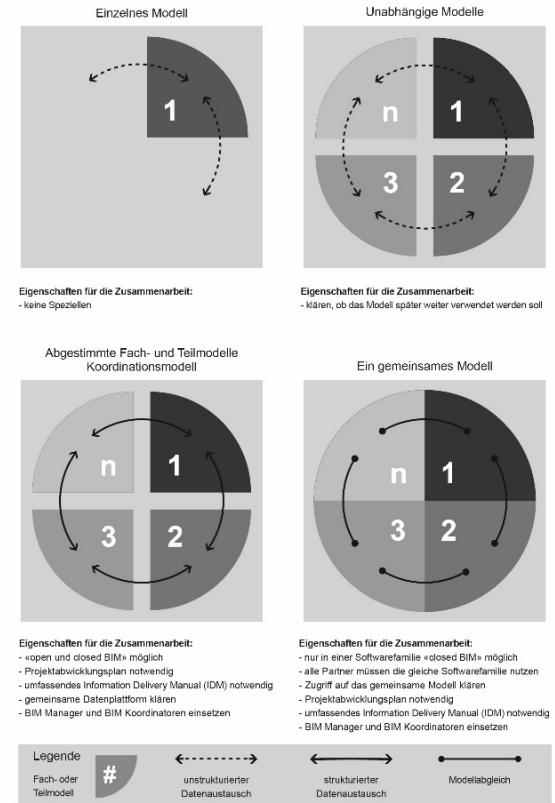 Einzelnes Modell
1
Eigenschaften für die Zusammenarbeit:
- keine Speziellen
Unabhängige Modelle
n
1
3
2
Eigenschaften für die Zusammenarbeit:
- klären, ob das Modell später weiter verwendet werden soll
Abgestimmte Fach- und Teilmodelle
Koordinationsmodell
n
1
3
2
Eigenschaften für die Zusammenarbeit:
- «open und closed BIM» möglich
- Projektabwicklungsplan notwendig
- umfassendes Information Delivery Manual (IDM) notwendig
- gemeinsame Datenplattform klären
- BIM Manager und BIM Koordinatoren einsetzen
Ein gemeinsames Modell
n
1
3
2
Eigenschaften für die Zusammenarbeit:
- nur in einer Softwarefamilie «closed BIM» möglich
- alle Partner müssen die gleiche Softwarefamilie nutzen
- Zugriff auf das gemeinsame Modell klären
- Projektabwicklungsplan notwendig
- umfassendes Information Delivery Manual (IDM) notwendig
- BIM Manager und BIM Koordinatoren einsetzen
Legende
Fach- oder
Teilmodell
#
unstrukturierter
Datenaustausch
strukturierter
Datenaustausch
Modellabgleich